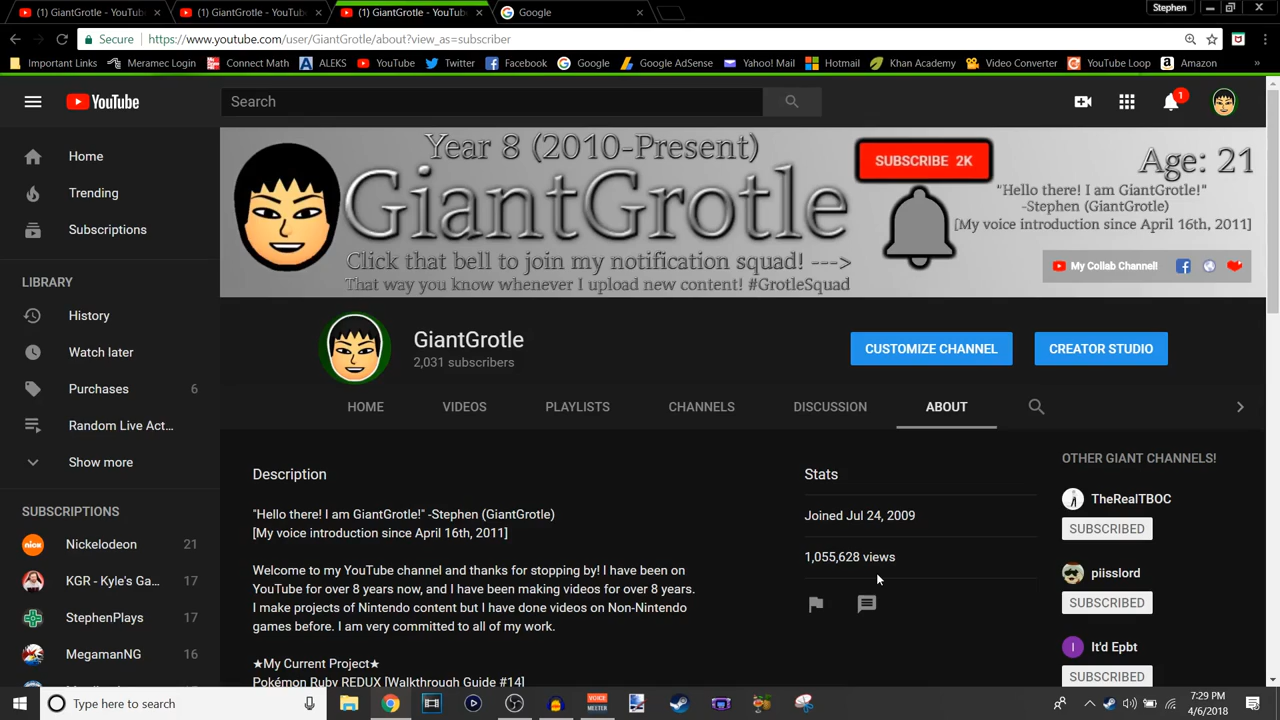 (1) GiantGrotle - YouTub
(1) GiantGrotle - YouTub
(1) GiantGrotle - YouTub
Google
Stephen
Secure
https://www.youtube.com/user/GiantGrotle/about?view_as=subscriber
Important Links
Meramec Login
Connect Math
ALEKS
YouTube
Twitter
Facebook
Google
Google AdSense
Yahoo! Mail
Hotmail
Khan Academy
Video Converter
YouTube Loop
Amazon
»
YouTube
Search
1
Home
Trending
Subscriptions
LIBRARY
History
Watch later
Purchases 6
Random Live Act...
Show more
SUBSCRIPTIONS
Nickelodeon 21
KGR - Kyle's Ga... 17
StephenPlays 17
MegamanNG 16
Year 8 (2010-Present)
GiantGrotle
Click that bell to join my notification squad! --->
That way you know whenever I upload new content! #GrotleSquad
SUBSCRIBE 2K
Age: 21
"Hello there! I am GiantGrotle!"
-Stephen (GiantGrotle)
[My voice introduction since April 16th, 2011]
My Collab Channel!
GiantGrotle
2,031 subscribers
CUSTOMIZE CHANNEL
CREATOR STUDIO
HOME
VIDEOS
PLAYLISTS
CHANNELS
DISCUSSION
ABOUT
Description
"Hello there! I am GiantGrotle!" -Stephen (GiantGrotle)
[My voice introduction since April 16th, 2011]
Welcome to my YouTube channel and thanks for stopping by! I have been on
YouTube for over 8 years now, and I have been making videos for over 8 years.
I make projects of Nintendo content but I have done videos on Non-Nintendo
games before. I am very committed to all of my work.
★My Current Project★
Pokémon Ruby REDUX [Walkthrough Guide #14]
Stats
Joined Jul 24, 2009
1,055,628 views
OTHER GIANT CHANNELS!
TheRealTBOC
SUBSCRIBED
piisslord
SUBSCRIBED
It'd Epbt
SUBSCRIBED
Type here to search
VOICE
MEETER
7:29 PM
4/6/2018